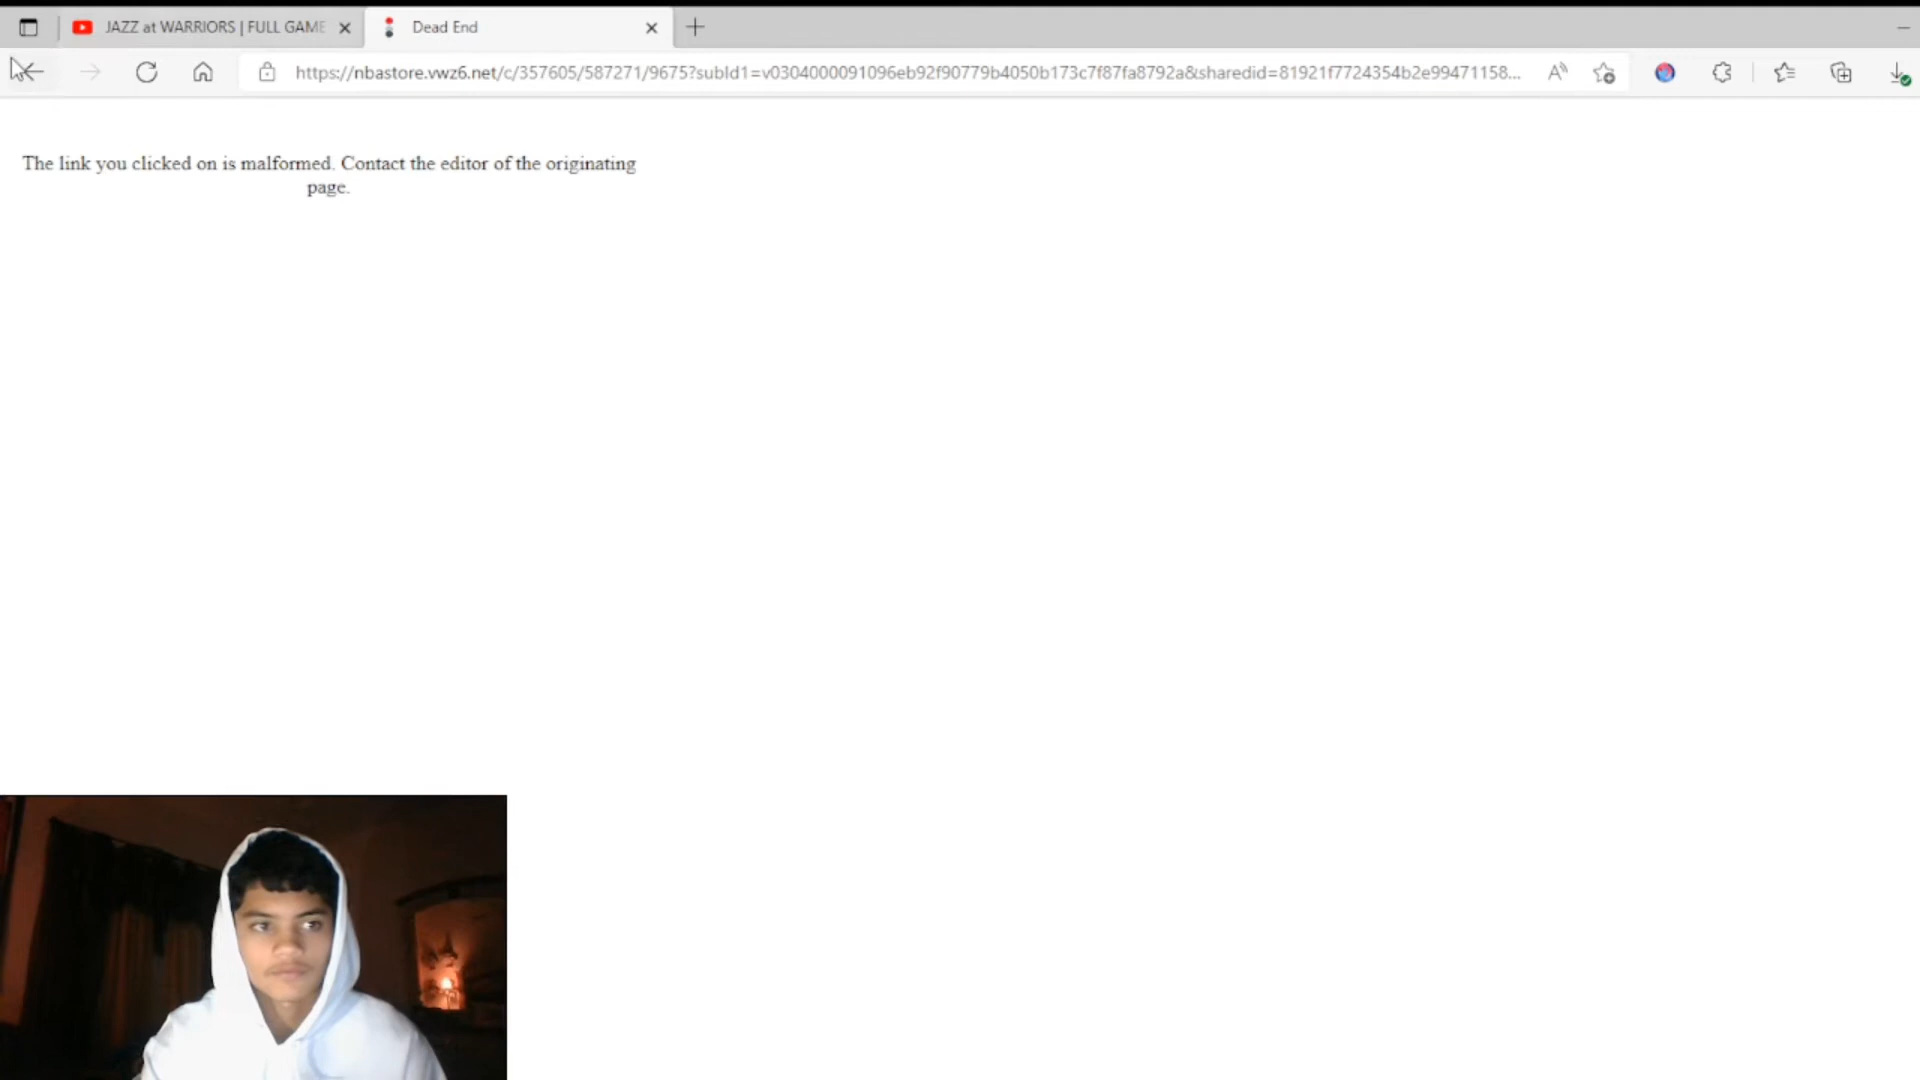 JAZZ at WARRIORS | FULL GAME
Dead End
https://nbastore.vwz6.net/c/357605/587271/9675?subId1=v0304000091096eb92f90779b4050b173c7f87fa8792a&sharedid=81921f7724354b2e99471158...
The link you clicked on is malformed. Contact the editor of the originating
page.